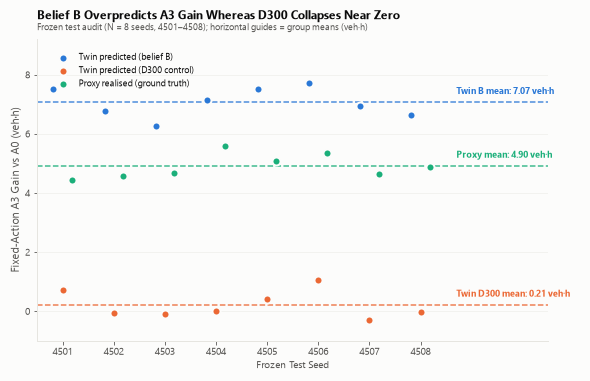 Belief B Overpredicts A3 Gain Whereas D300 Collapses Near Zero
Frozen test audit (N = 8 seeds, 4501–4508); horizontal guides = group means (veh·h)
Twin predicted (belief B)
Twin predicted (D300 control)
Proxy realised (ground truth)
Fixed-Action A3 Gain vs A0 (veh·h)
8
6
4
2
0
Twin B mean: 7.07 veh·h
Proxy mean: 4.90 veh·h
Twin D300 mean: 0.21 veh·h
4501 4502 4503 4504 4505 4506 4507 4508
Frozen Test Seed